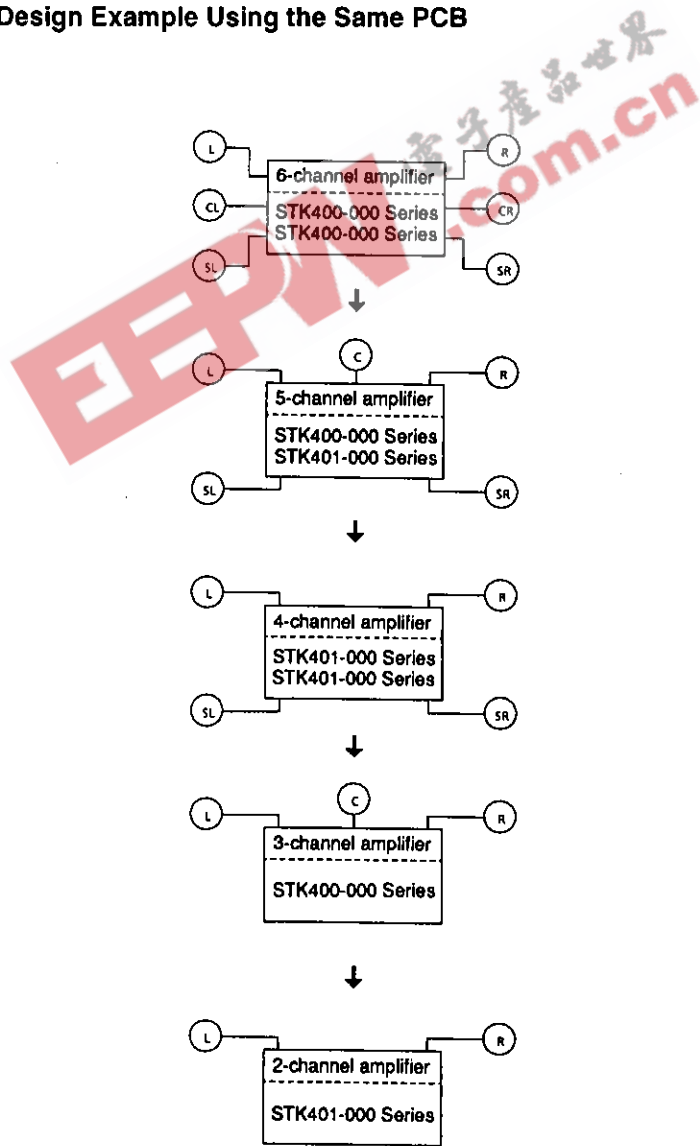 Design Example Using the Same PCB
電子產品世界
EEPW.com.cn
L
R
6-channel amplifier
CL
STK400-000 Series
CR
STK400-000 Series
SL
SR
↓
C
L
R
5-channel amplifier
STK400-000 Series
STK401-000 Series
SL
SR
↓
L
R
4-channel amplifier
STK401-000 Series
STK401-000 Series
SL
SR
↓
C
L
R
3-channel amplifier
STK400-000 Series
↓
L
R
2-channel amplifier
STK401-000 Series